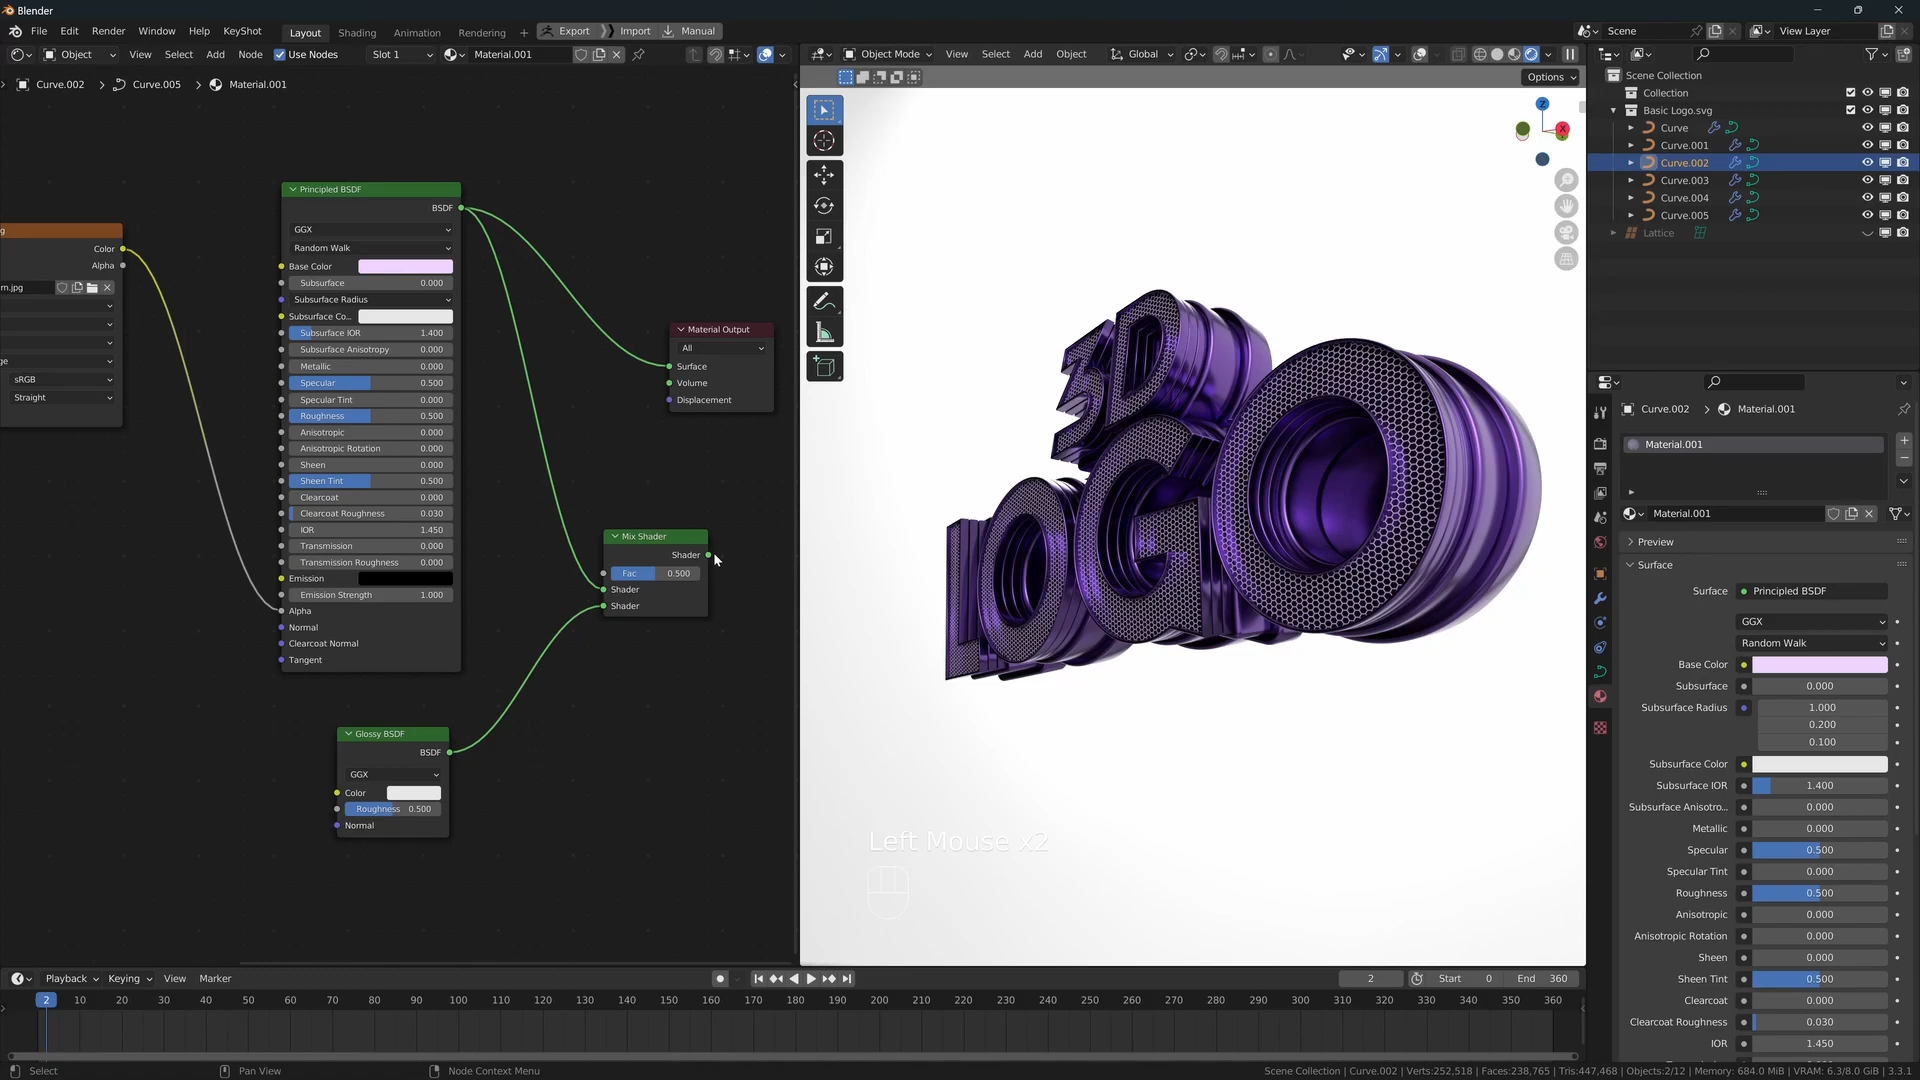 Blender
File Edit Render Window Help KeyShot Layout Shading Animation Rendering + Export Import Manual Scene View Layer
Object View Select Add Node Use Nodes Slot 1 Material.001 Object Mode View Select Add Object Global
Options
Curve.002 > Curve.005 > Material.001
Scene Collection
Collection
Basic Logo.svg
Curve
Curve.001
Curve.002
Curve.003
Curve.004
Curve.005
Lattice
g
Color
Alpha
rn.jpg
ge
sRGB
Straight
Principled BSDF
BSDF
GGX
Random Walk
Base Color
Subsurface 0.000
Subsurface Radius
Subsurface Co...
Subsurface IOR 1.400
Subsurface Anisotropy 0.000
Metallic 0.000
Specular 0.500
Specular Tint 0.000
Roughness 0.500
Anisotropic 0.000
Anisotropic Rotation 0.000
Sheen 0.000
Sheen Tint 0.500
Clearcoat 0.000
Clearcoat Roughness 0.030
IOR 1.450
Transmission 0.000
Transmission Roughness 0.000
Emission
Emission Strength 1.000
Alpha
Normal
Clearcoat Normal
Tangent
Material Output
All
Surface
Volume
Displacement
Mix Shader
Shader
Fac 0.500
Shader
Shader
Glossy BSDF
BSDF
GGX
Color
Roughness 0.500
Normal
Z
X
3D
LOGO
Left Mouse x2
Curve.002 > Material.001
Material.001
Material.001
Preview
Surface
Surface Principled BSDF
GGX
Random Walk
Base Color
Subsurface 0.000
Subsurface Radius 1.000
0.200
0.100
Subsurface Color
Subsurface IOR 1.400
Subsurface Anisotro... 0.000
Metallic 0.000
Specular 0.500
Specular Tint 0.000
Roughness 0.500
Anisotropic 0.000
Anisotropic Rotation 0.000
Sheen 0.000
Sheen Tint 0.500
Clearcoat 0.000
Clearcoat Roughness 0.030
IOR 1.450
Playback Keying View Marker 2 Start 0 End 360
2 10 20 30 40 50 60 70 80 90 100 110 120 130 140 150 160 170 180 190 200 210 220 230 240 250 260 270 280 290 300 310 320 330 340 350 360
Select Pan View Node Context Menu Scene Collection | Curve.002 | Verts:252,518 | Faces:238,765 | Tris:447,468 | Objects:2/12 | Memory: 684.0 MiB | VRAM: 6.3/8.0 GiB | 3.3.1